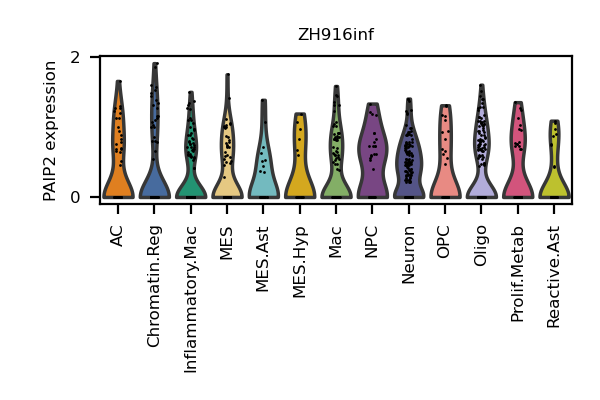 ZH916inf
PAIP2 expression
2
0
AC
Chromatin.Reg
Inflammatory.Mac
MES
MES.Ast
MES.Hyp
Mac
NPC
Neuron
OPC
Oligo
Prolif.Metab
Reactive.Ast